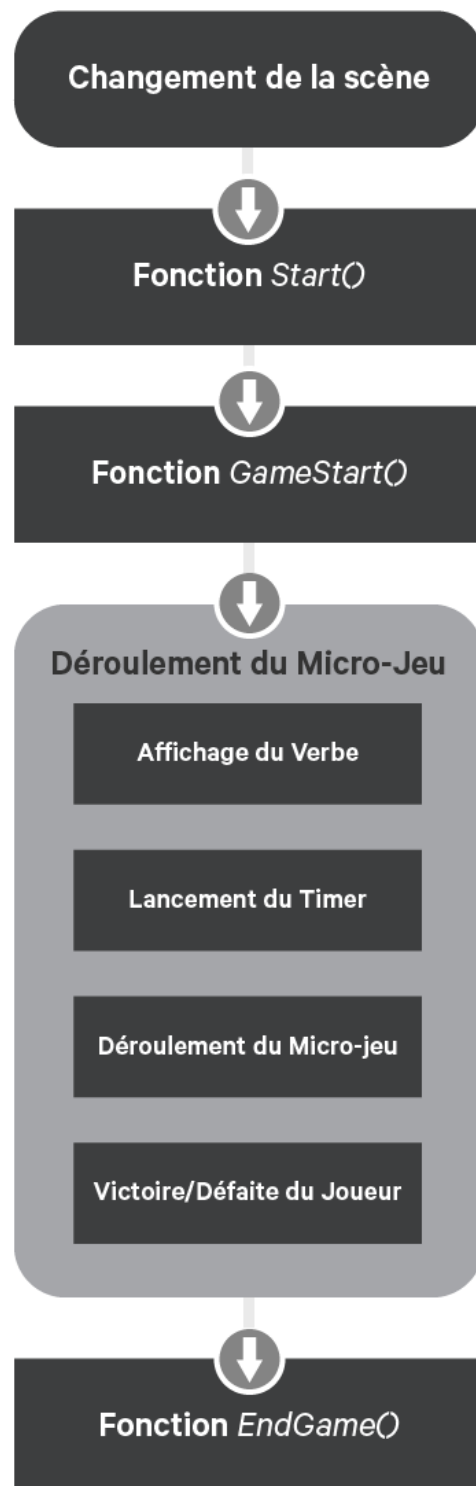 Changement de la scène
Fonction Start()
Fonction GameStart()
Déroulement du Micro-Jeu
Affichage du Verbe
Lancement du Timer
Déroulement du Micro-jeu
Victoire/Défaite du Joueur
Fonction EndGame()